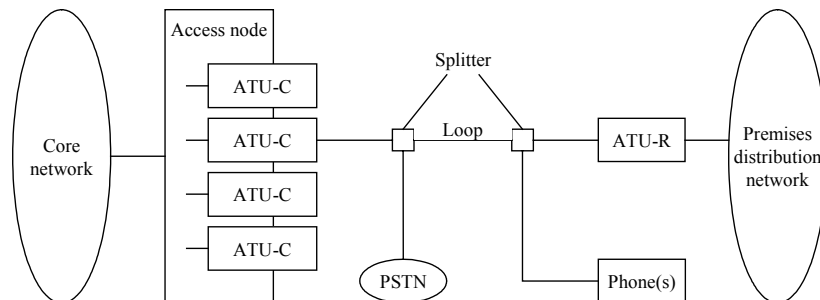 Access node
Splitter
ATU-C
ATU-C
Loop
ATU-R
Core
network
Premises
distribution
network
ATU-C
ATU-C
PSTN
Phone(s)